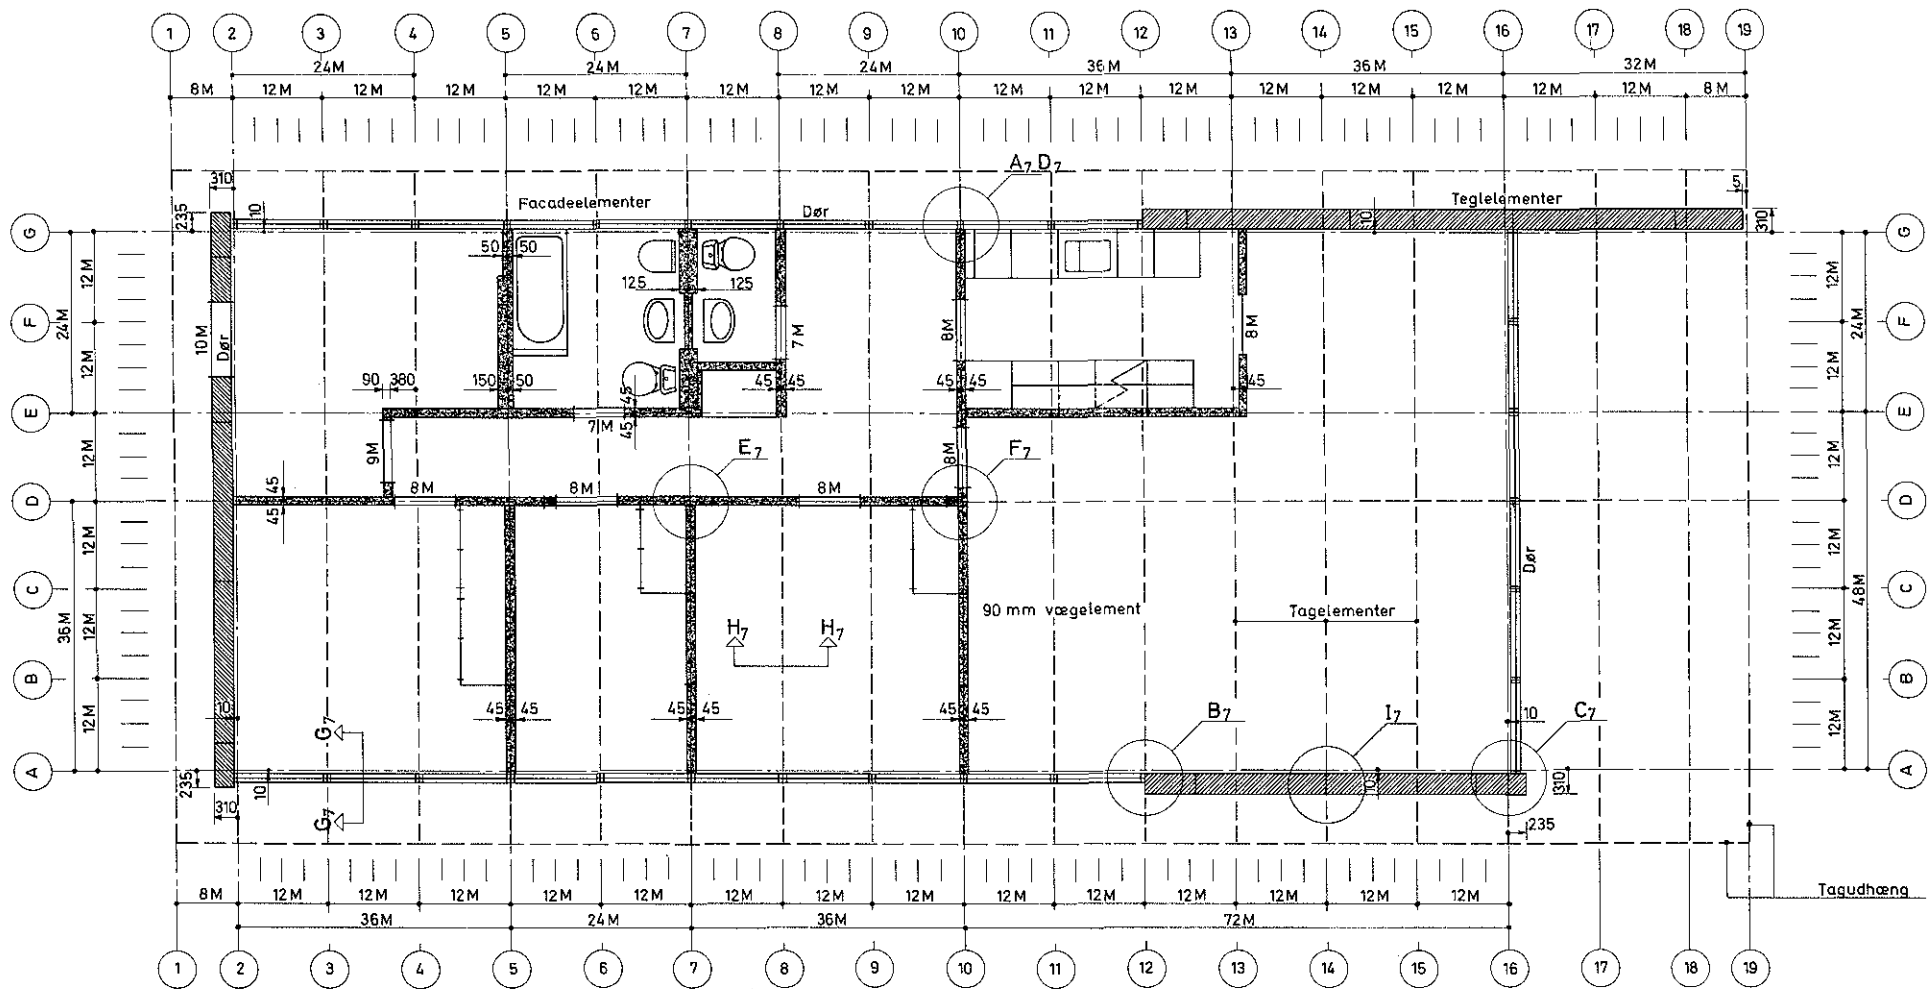 1 2 3 4 5 6 7 8 9 10 11 12 13 14 15 16 17 18 19
24M 24M 24M 36M 36M 32M
8M 12M 12M 12M 12M 12M 12M 12M 12M 12M 12M 12M 12M 12M 12M 12M 12M 8M
A7 D7
310
Facadeelementer
Dør
Teglelementer
235 10 10 310
G G
50 50
12M 12M
125 125
F 24M 10M Dør 7M 8M 8M 24M F
12M 12M
90 380 150 50 45 45 45 45 45 45
E E
7M 45
12M 9M 8M 12M
E7 F7
45 8M 8M 8M
D D
45
12M 12M
Dør
C C
36M 90 mm vægelement Tagelementer 48M
12M 12M
H7 H7
B B
10 45 45 45 45 45 45 B7 I7 10 C7
12M G7 12M
A A
235 10 10 310
310 G7 235
8M 12M 12M 12M 12M 12M 12M 12M 12M 12M 12M 12M 12M 12M 12M
Tagudhæng
36M 24M 36M 72M
1 2 3 4 5 6 7 8 9 10 11 12 13 14 15 16 17 18 19